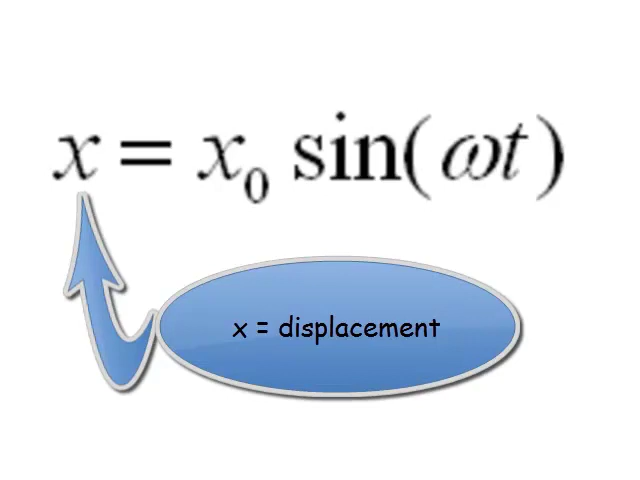 x = x₀ sin(ωt)
x = displacement